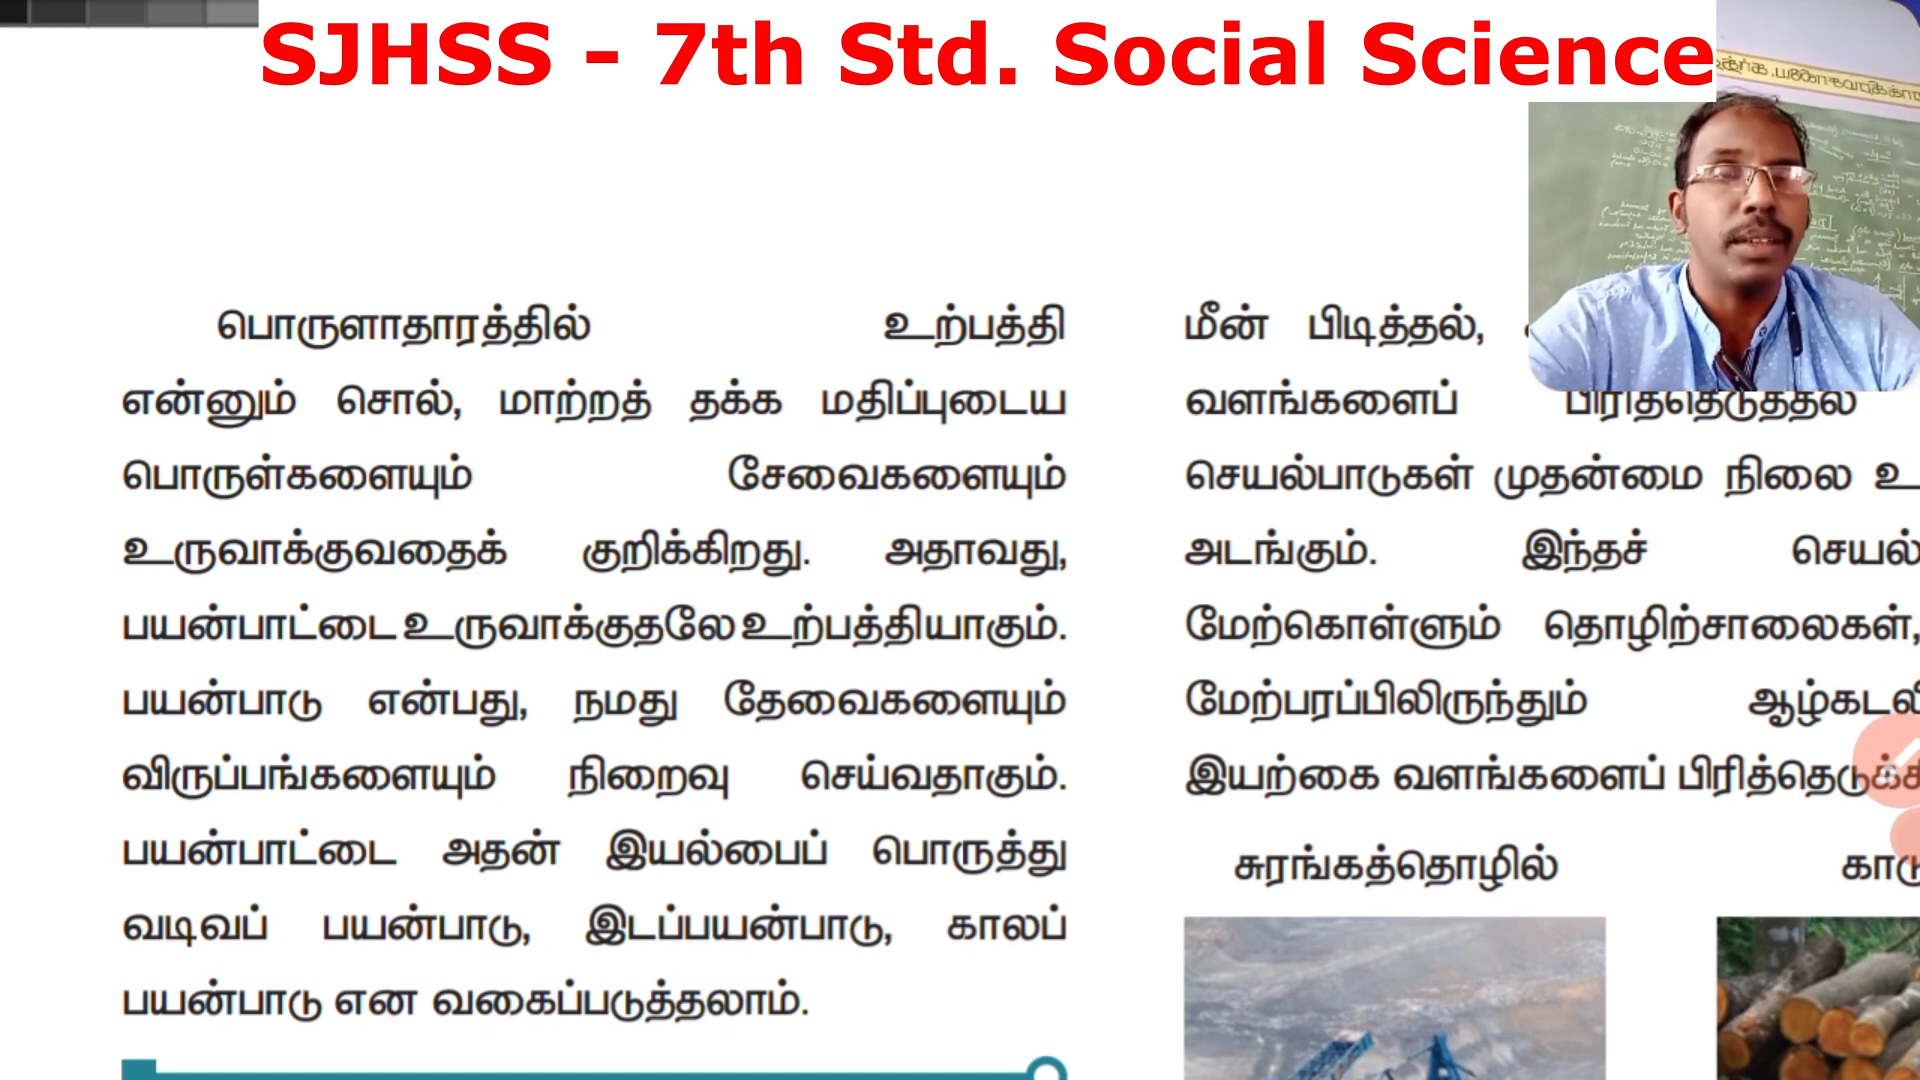 SJHSS - 7th Std. Social Science
பொருளாதாரத்தில் உற்பத்தி
என்னும் சொல், மாற்றத் தக்க மதிப்புடைய
பொருள்களையும் சேவைகளையும்
உருவாக்குவதைக் குறிக்கிறது. அதாவது,
பயன்பாட்டை உருவாக்குதலே உற்பத்தியாகும்.
பயன்பாடு என்பது, நமது தேவைகளையும்
விருப்பங்களையும் நிறைவு செய்வதாகும்.
பயன்பாட்டை அதன் இயல்பைப் பொருத்து
வடிவப் பயன்பாடு, இடப்பயன்பாடு, காலப்
பயன்பாடு என வகைப்படுத்தலாம்.
மீன் பிடித்தல்,
வளங்களைப் பிரித்தெடுத்தல்
செயல்பாடுகள் முதன்மை நிலை
அடங்கும். இந்தச் செயல்
மேற்கொள்ளும் தொழிற்சாலைகள்,
மேற்பரப்பிலிருந்தும்
இயற்கை வளங்களைப்
சுரங்கத்தொழில்